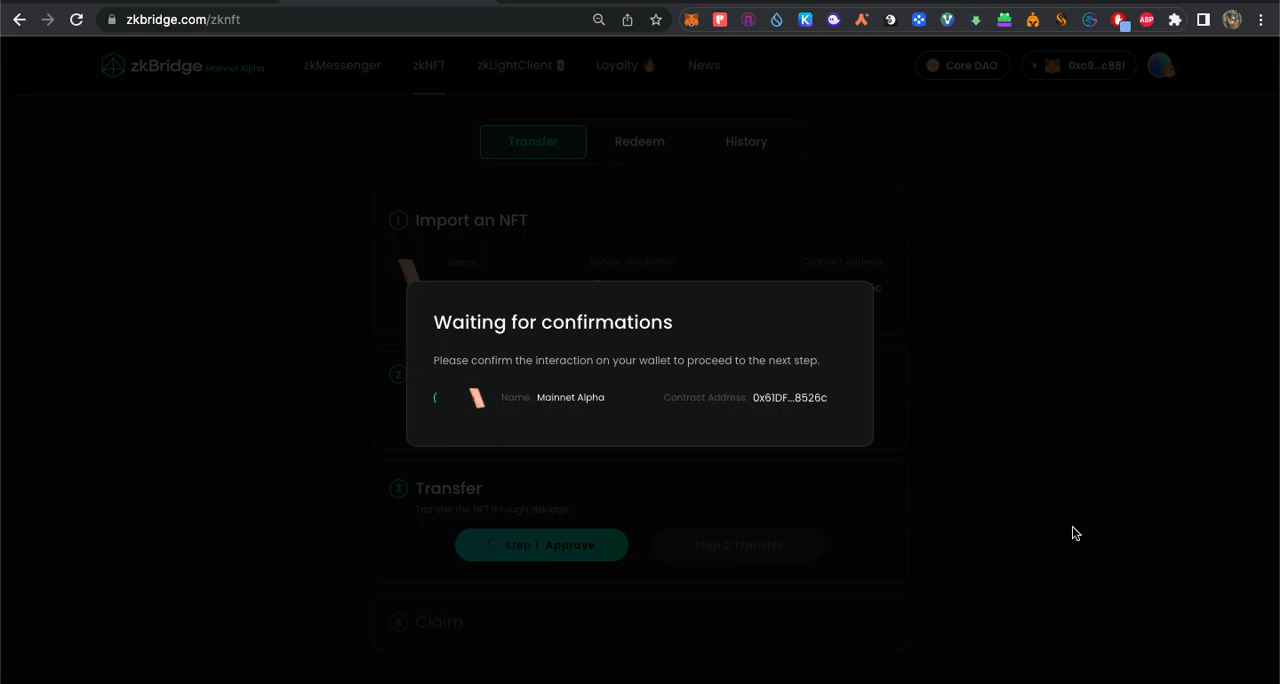 zkbridge.com/zknft
zkBridge Mainnet Alpha
zkMessenger
zkNFT
zkLightClient
Loyalty
News
Core DAO
0xc9...c881
Transfer
Redeem
History
1 Import an NFT
Name
Sender Blockchain
Contract Address
6c
Waiting for confirmations
Please confirm the interaction on your wallet to proceed to the next step.
Name: Mainnet Alpha
Contract Address: 0x61DF...8526c
2
3 Transfer
Transfer the NFT through zkBridge.
Step 1 :Approve
Step 2:Transfer
4 Claim
ABP